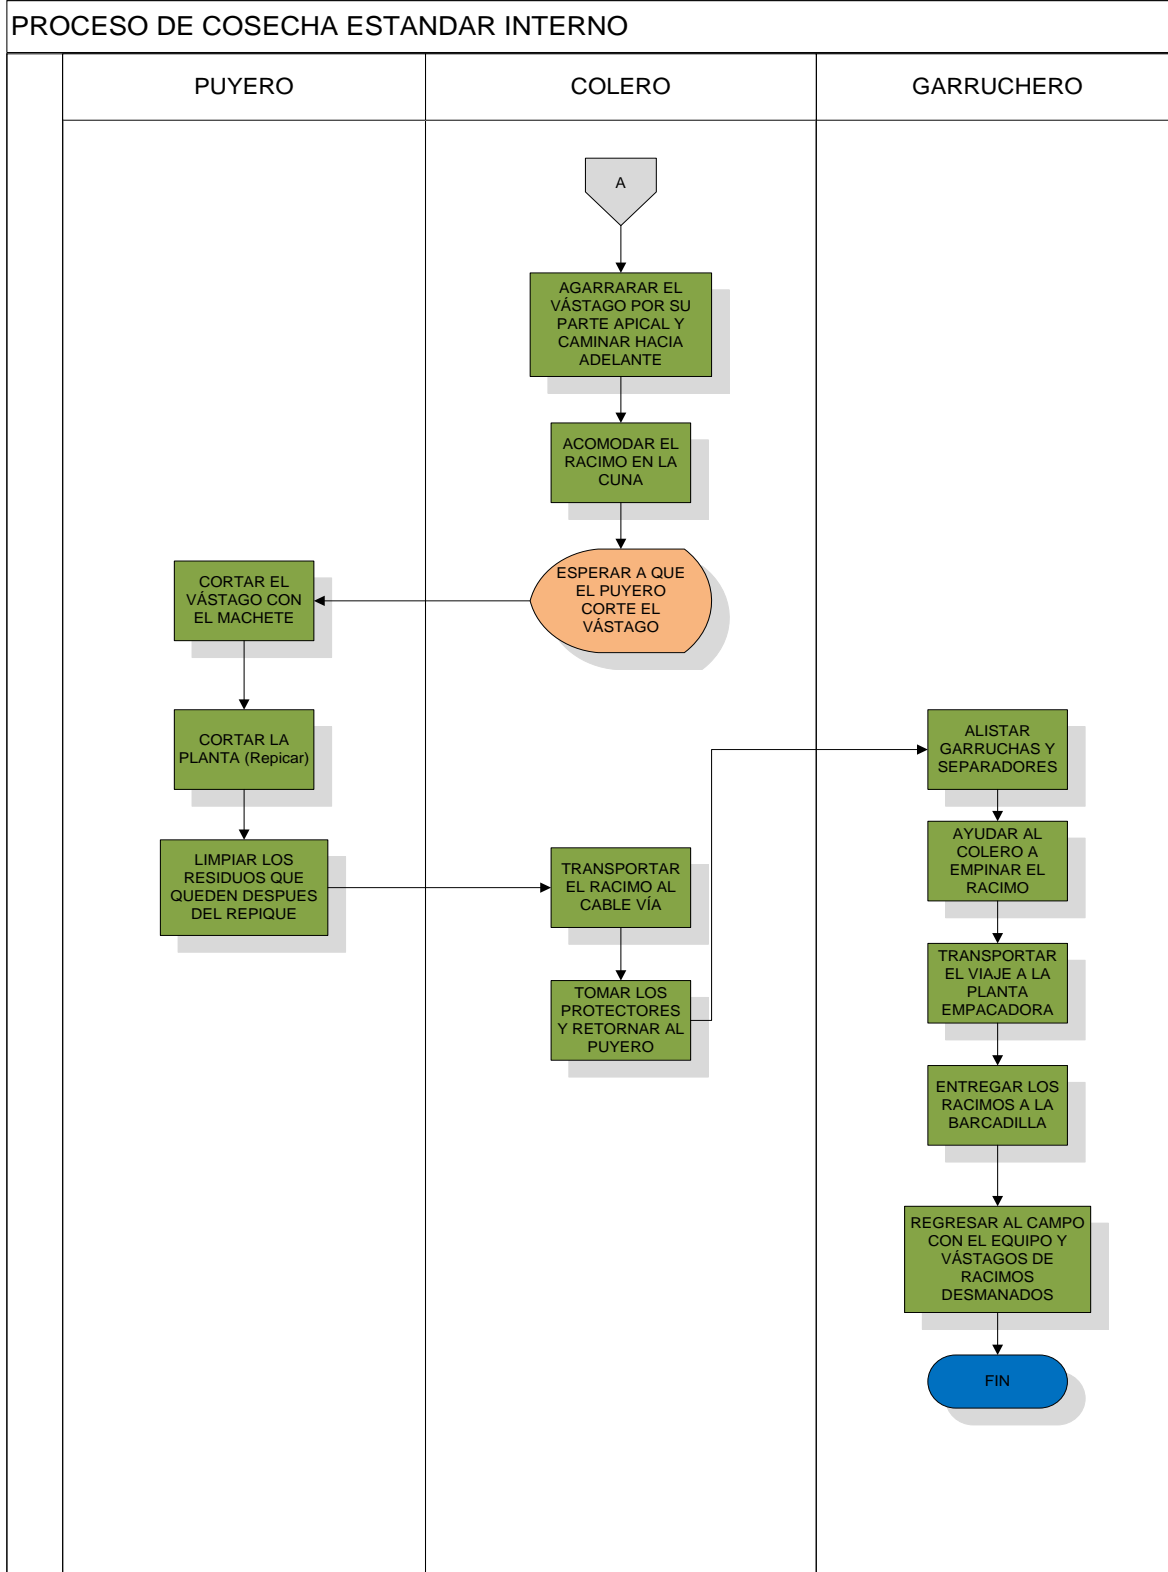 PROCESO DE COSECHA ESTANDAR INTERNO
PUYERO
COLERO
GARRUCHERO
A
AGARRARAR EL
VÁSTAGO POR SU
PARTE APICAL Y
CAMINAR HACIA
ADELANTE
ACOMODAR EL
RACIMO EN LA
CUNA
ESPERAR A QUE
EL PUYERO
CORTE EL
VÁSTAGO
CORTAR EL
VÁSTAGO CON
EL MACHETE
CORTAR LA
PLANTA (Repicar)
LIMPIAR LOS
RESIDUOS QUE
QUEDEN DESPUES
DEL REPIQUE
TRANSPORTAR
EL RACIMO AL
CABLE VÍA
TOMAR LOS
PROTECTORES
Y RETORNAR AL
PUYERO
ALISTAR
GARRUCHAS Y
SEPARADORES
AYUDAR AL
COLERO A
EMPINAR EL
RACIMO
TRANSPORTAR
EL VIAJE A LA
PLANTA
EMPACADORA
ENTREGAR LOS
RACIMOS A LA
BARCADILLA
REGRESAR AL CAMPO
CON EL EQUIPO Y
VÁSTAGOS DE
RACIMOS
DESMANADOS
FIN